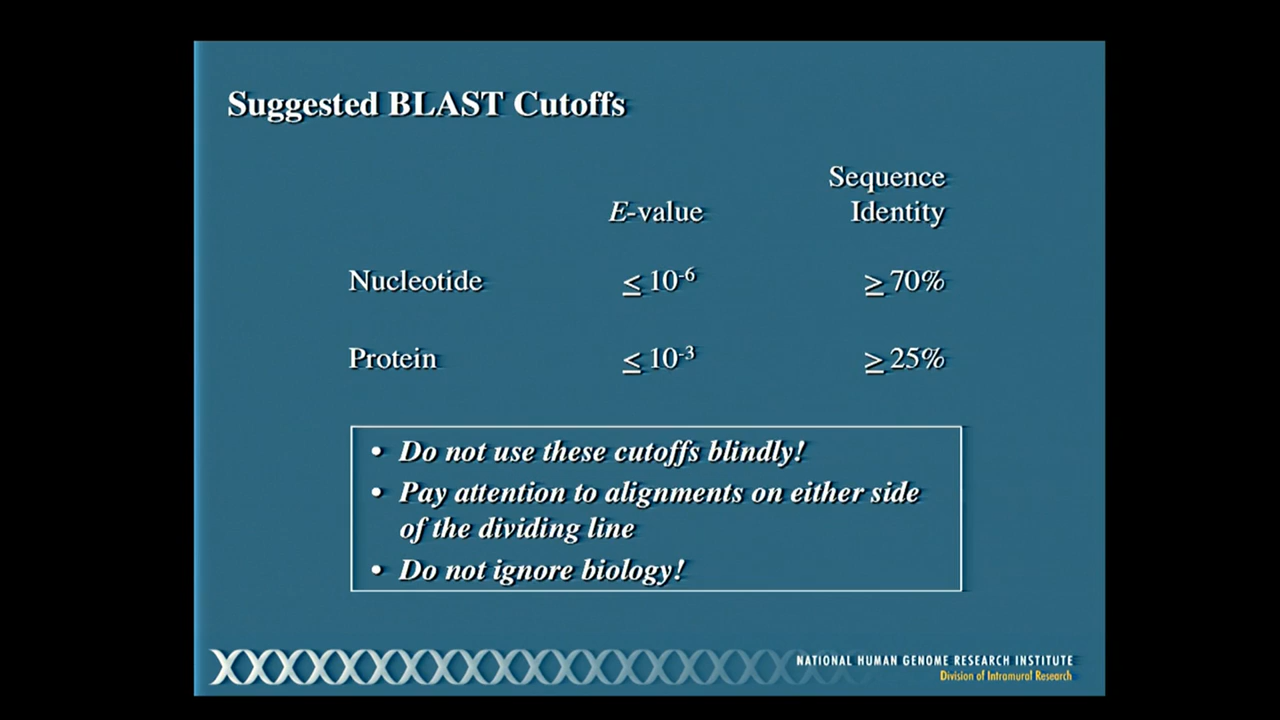 Suggested BLAST Cutoffs
Sequence
E-value Identity
Nucleotide ≤ 10⁻⁶ ≥ 70%
Protein ≤ 10⁻³ ≥ 25%
• Do not use these cutoffs blindly!
• Pay attention to alignments on either side
of the dividing line
• Do not ignore biology!
NATIONAL HUMAN GENOME RESEARCH INSTITUTE
Division of Intramural Research